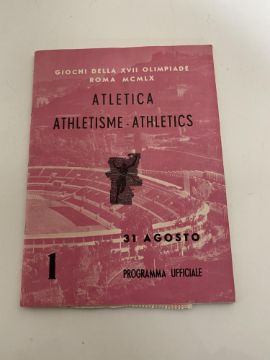 GIOCHI DELLA XVII OLIMPIADE
ROMA MCMLX
ATLETICA
ATHLETISME - ATHLETICS
31 AGOSTO
1
PROGRAMMA UFFICIALE